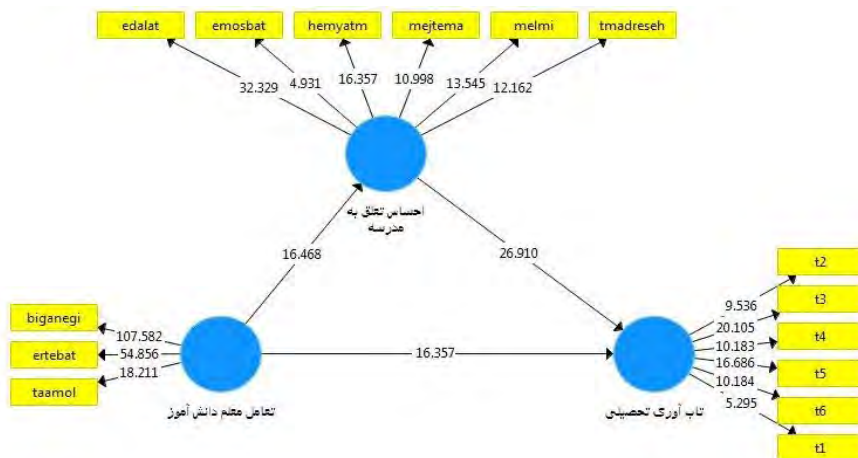 edalat
emosbat
hemyatm
mejtema
melmi
tmadreseh
32.329
4.931
16.357
10.998
13.545
12.162
احساس تعلق به
مدرسه
16.468
26.910
biganegi
ertebat
taamol
107.582
54.856
18.211
تعامل معلم دانش آموز
16.357
تاب آوری تحصیلی
9.536
20.105
10.183
16.686
10.184
5.295
t2
t3
t4
t5
t6
t1